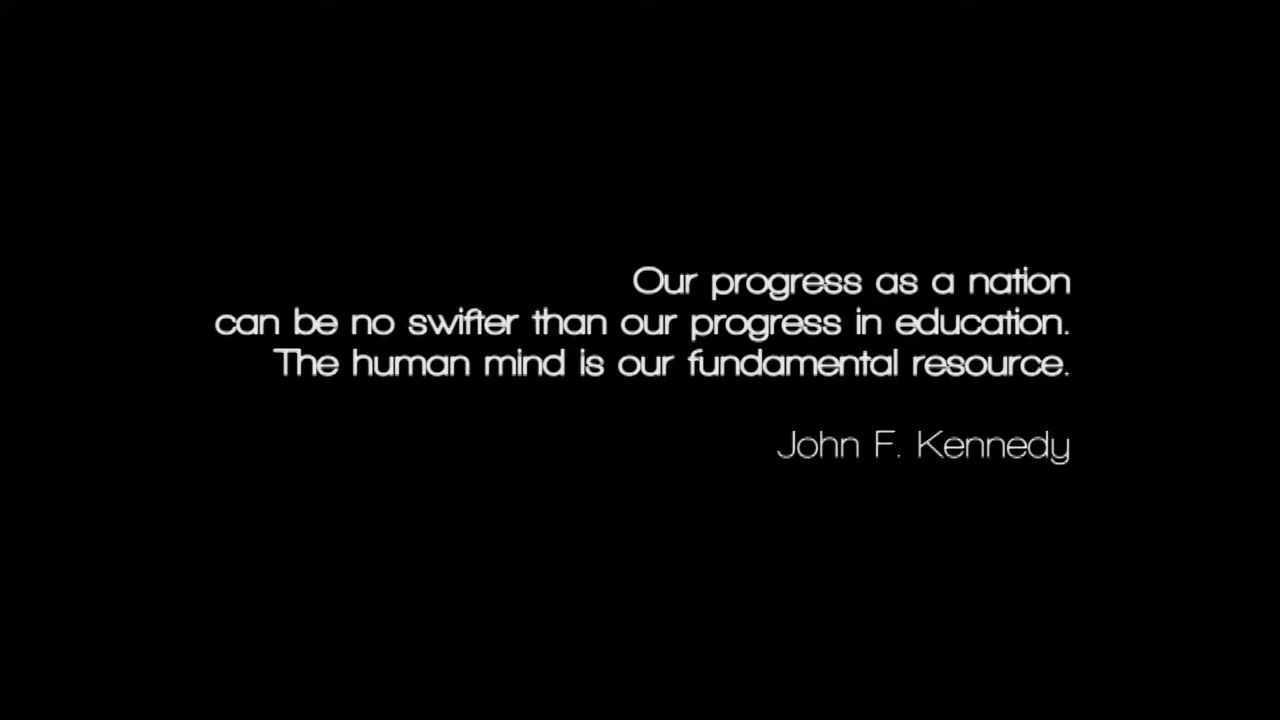 Our progress as a nation
can be no swifter than our progress in education.
The human mind is our fundamental resource.
John F. Kennedy